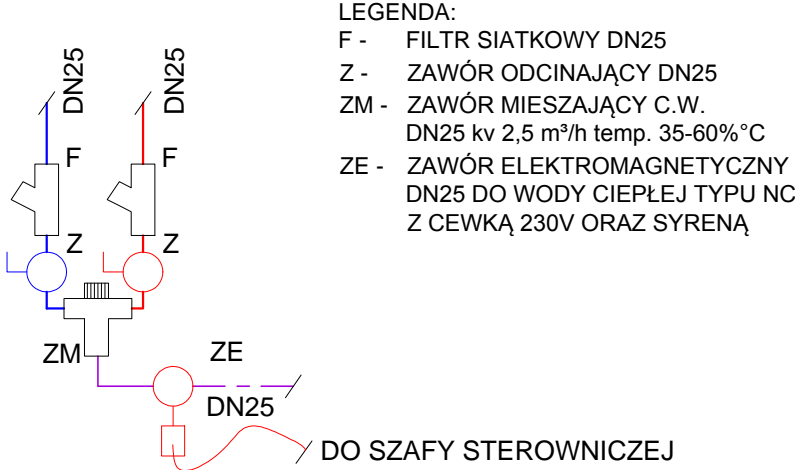 LEGENDA:
F - FILTR SIATKOWY DN25
Z - ZAWÓR ODCINAJĄCY DN25
ZM - ZAWÓR MIESZAJĄCY C.W.
DN25 kv 2,5 m³/h temp. 35-60%°C
ZE - ZAWÓR ELEKTROMAGNETYCZNY
DN25 DO WODY CIEPŁEJ TYPU NC
Z CEWKĄ 230V ORAZ SYRENĄ
DN25
DN25
F
F
Z
Z
ZM
ZE
DN25
DO SZAFY STEROWNICZEJ